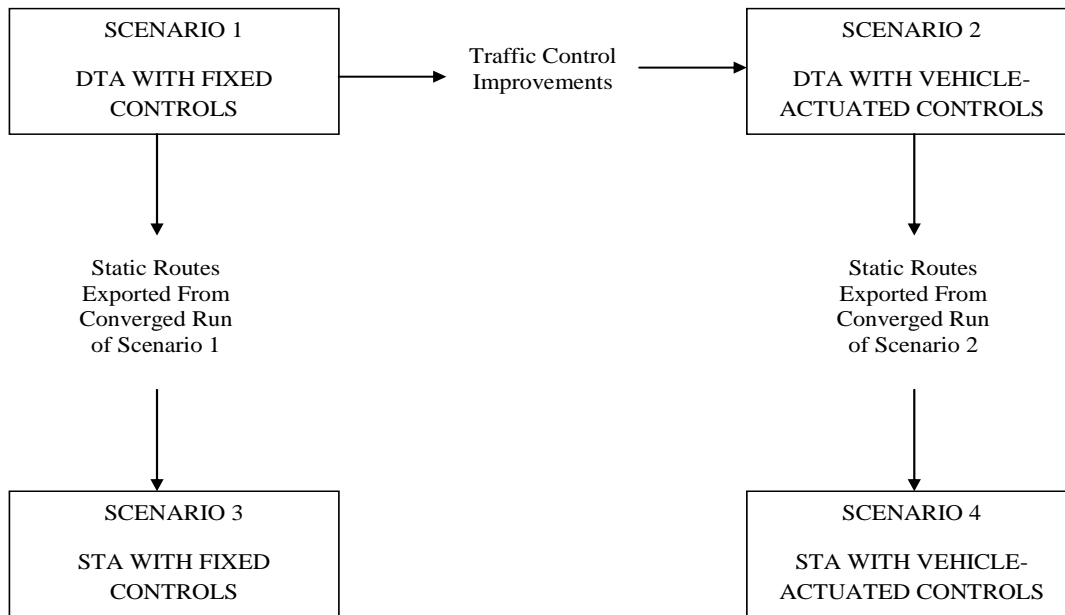 SCENARIO 1
DTA WITH FIXED
CONTROLS
Traffic Control
Improvements
SCENARIO 2
DTA WITH VEHICLE-
ACTUATED CONTROLS
Static Routes
Exported From
Converged Run
of Scenario 1
Static Routes
Exported From
Converged Run
of Scenario 2
SCENARIO 3
STA WITH FIXED
CONTROLS
SCENARIO 4
STA WITH VEHICLE-
ACTUATED CONTROLS